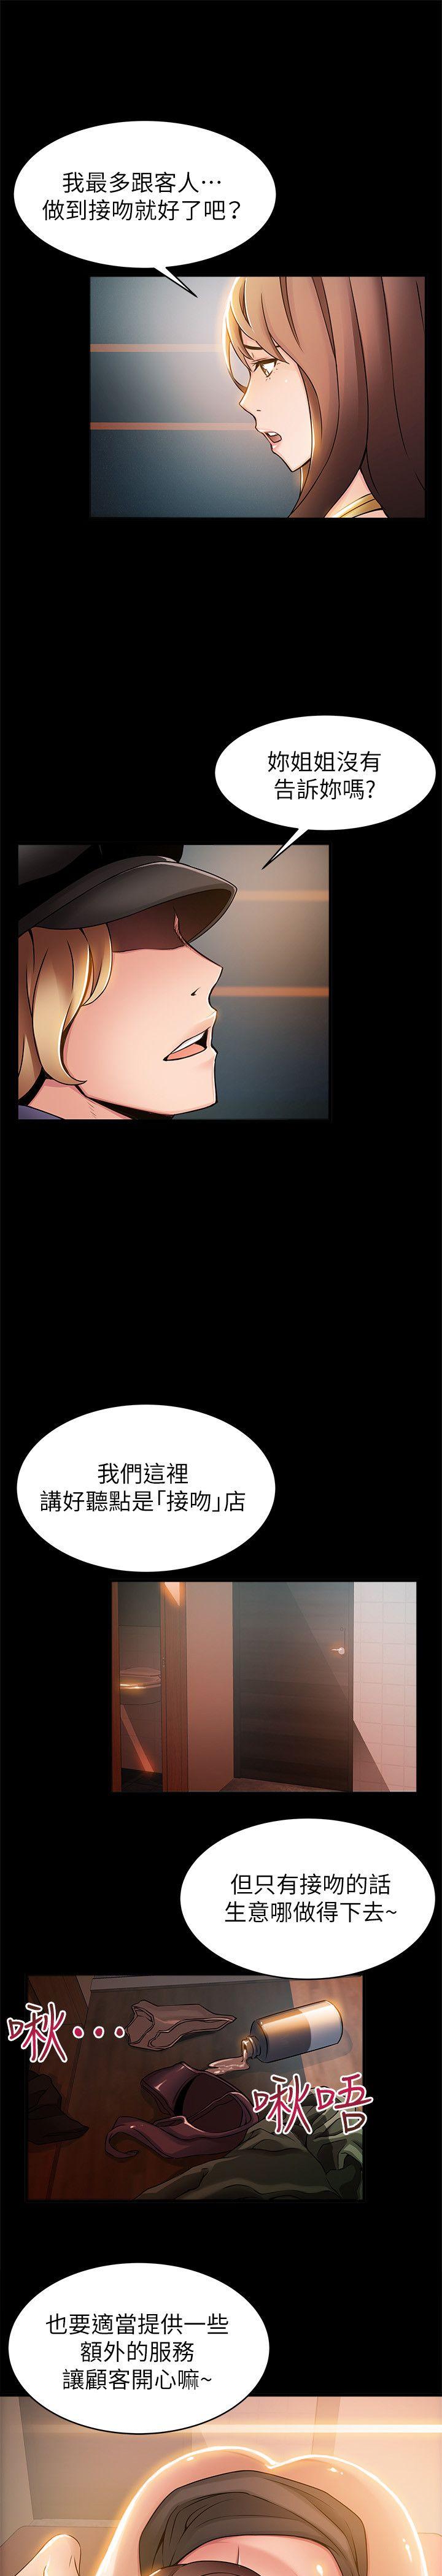 我最多跟客人⋯
做到接吻就好了吧?
妳姐姐沒有
告訴妳嗎?
我們這裡
講好聽點是「接吻」店
但只有接吻的話
生意哪做得下去~
啾⋯
啾唔
也要適當提供一些
額外的服務
讓顧客開心嘛~